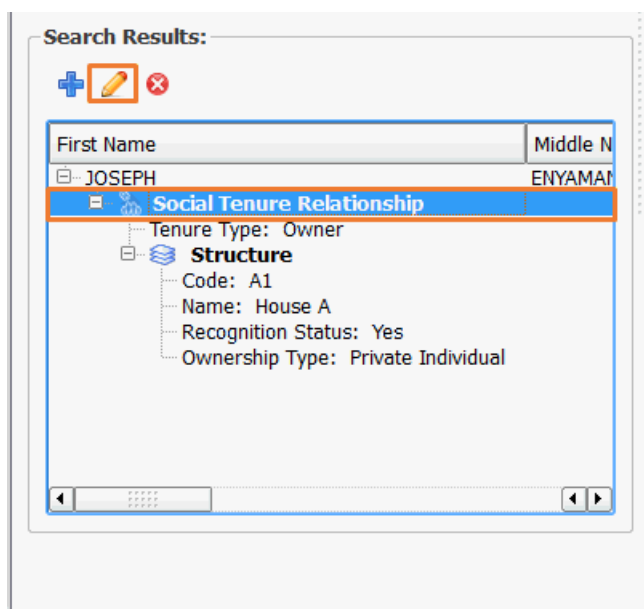 Search Results:
First Name Middle N
JOSEPH ENYAMAN
Social Tenure Relationship
Tenure Type: Owner
Structure
Code: A1
Name: House A
Recognition Status: Yes
Ownership Type: Private Individual